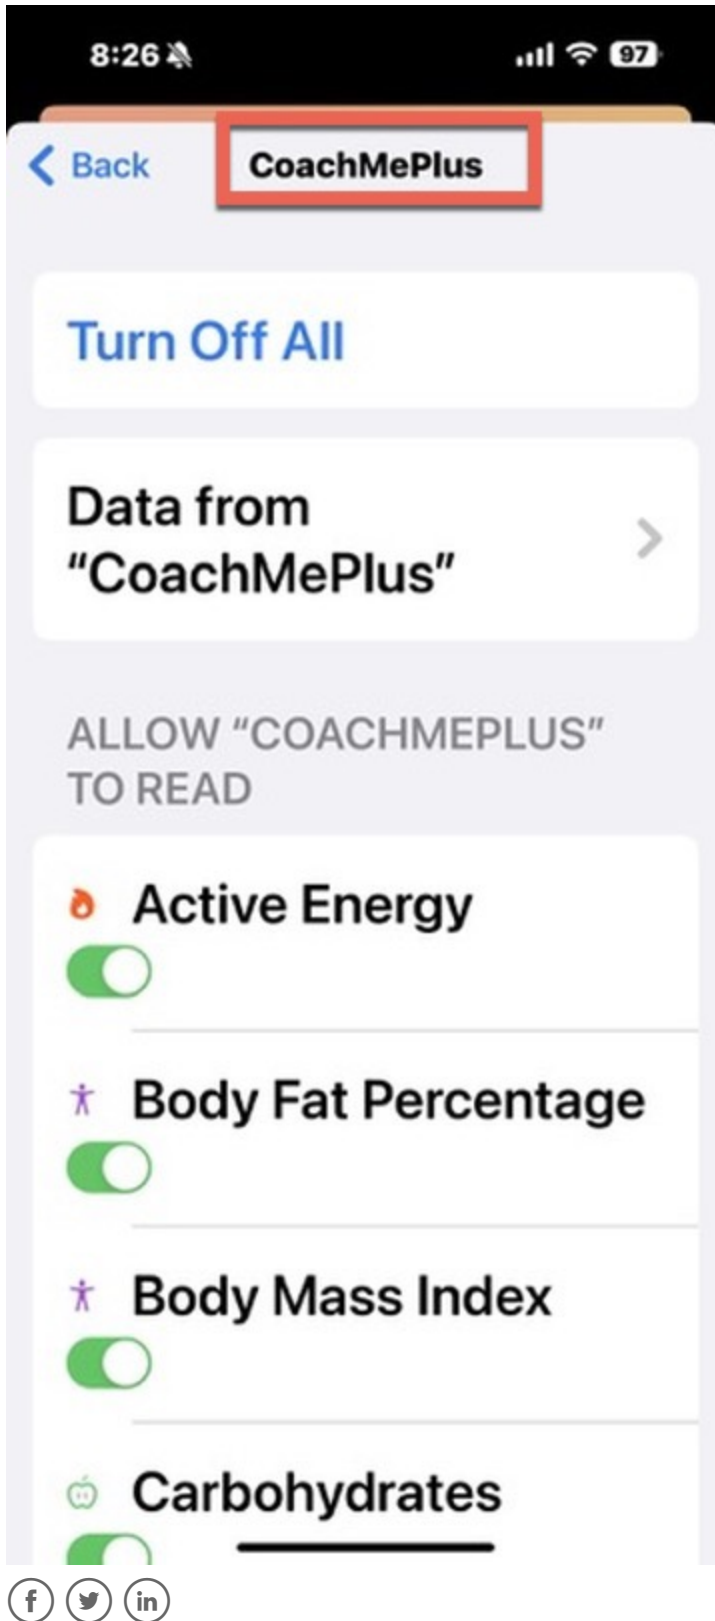 8:26
97
Back
CoachMePlus
Turn Off All
Data from
“CoachMePlus”
ALLOW “COACHMEPLUS”
TO READ
Active Energy
Body Fat Percentage
Body Mass Index
Carbohydrates
f
in